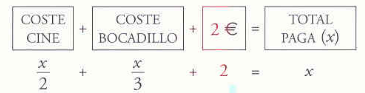 COSTE CINE + COSTE BOCADILLO + 2 € = TOTAL PAGA (x)
x/2 + x/3 + 2 = x